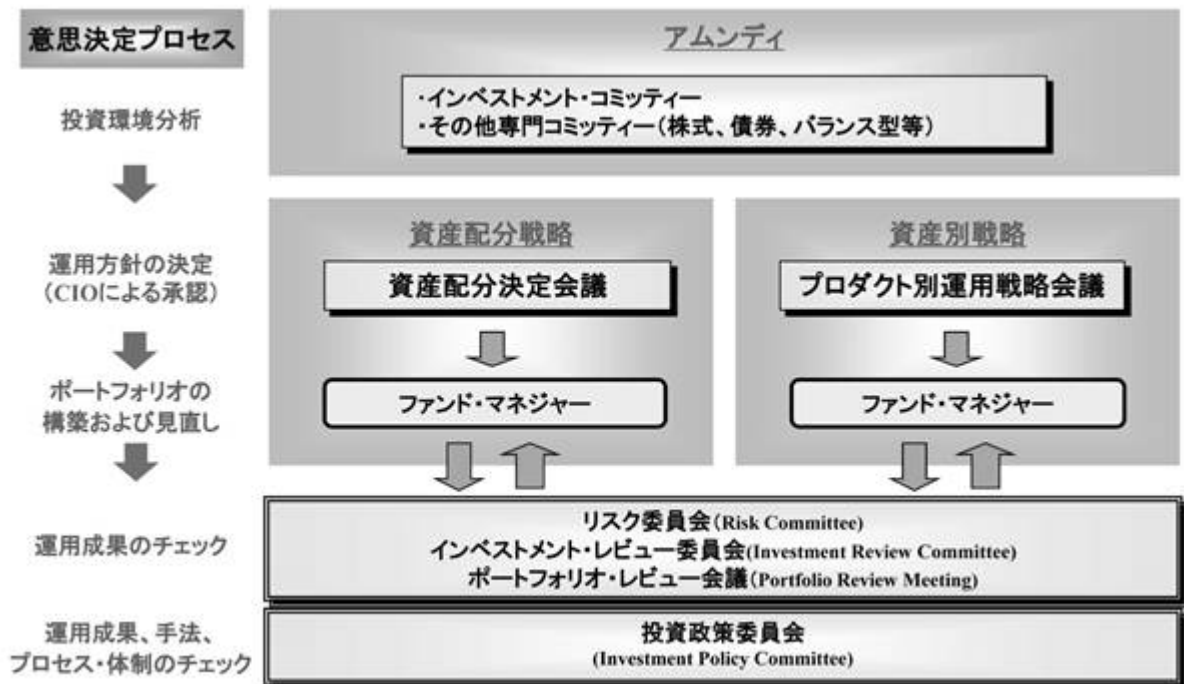 意思決定プロセス
アムンディ
投資環境分析
・インベストメント・コミッティー
・その他専門コミッティー（株式、債券、バランス型等）
資産配分戦略
資産別戦略
運用方針の決定
（CIOによる承認）
資産配分決定会議
プロダクト別運用戦略会議
ポートフォリオの
構築および見直し
ファンド・マネジャー
ファンド・マネジャー
運用成果のチェック
リスク委員会（Risk Committee）
インベストメント・レビュー委員会(Investment Review Committee)
ポートフォリオ・レビュー会議（Portfolio Review Meeting)
運用成果、手法、
プロセス・体制のチェック
投資政策委員会
(Investment Policy Committee)